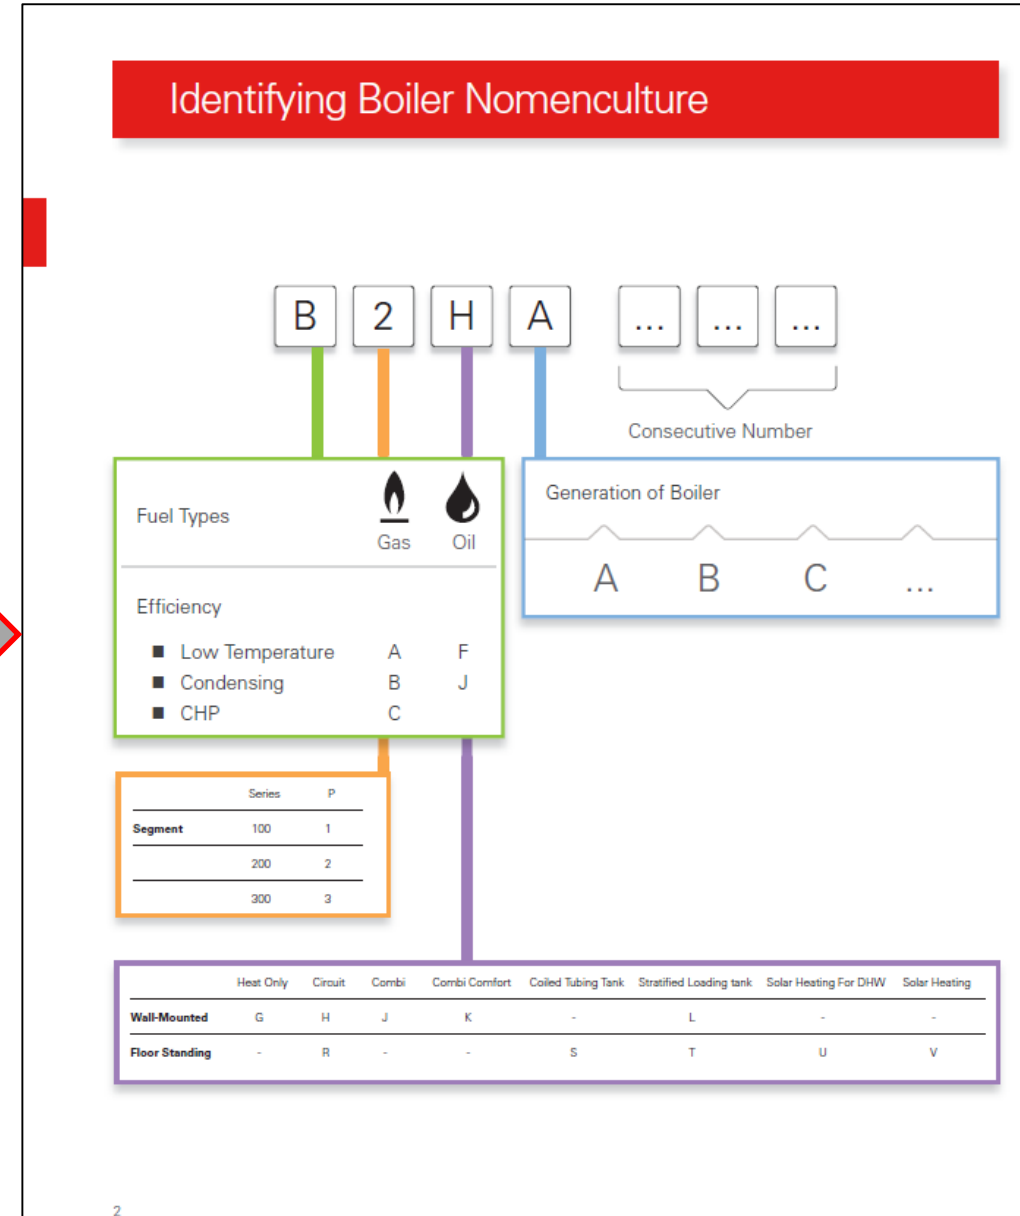 Identifying Boiler Nomenculture
B 2 H A ... ... ...
Consecutive Number
Fuel Types
Gas Oil
Efficiency
■ Low Temperature A F
■ Condensing B J
■ CHP C
Generation of Boiler
A B C ...
Series P
Segment 100 1
200 2
300 3
Heat Only Circuit Combi Combi Comfort Coiled Tubing Tank Stratified Loading tank Solar Heating For DHW Solar Heating
Wall-Mounted G H J K - L - -
Floor Standing - R - - S T U V
2